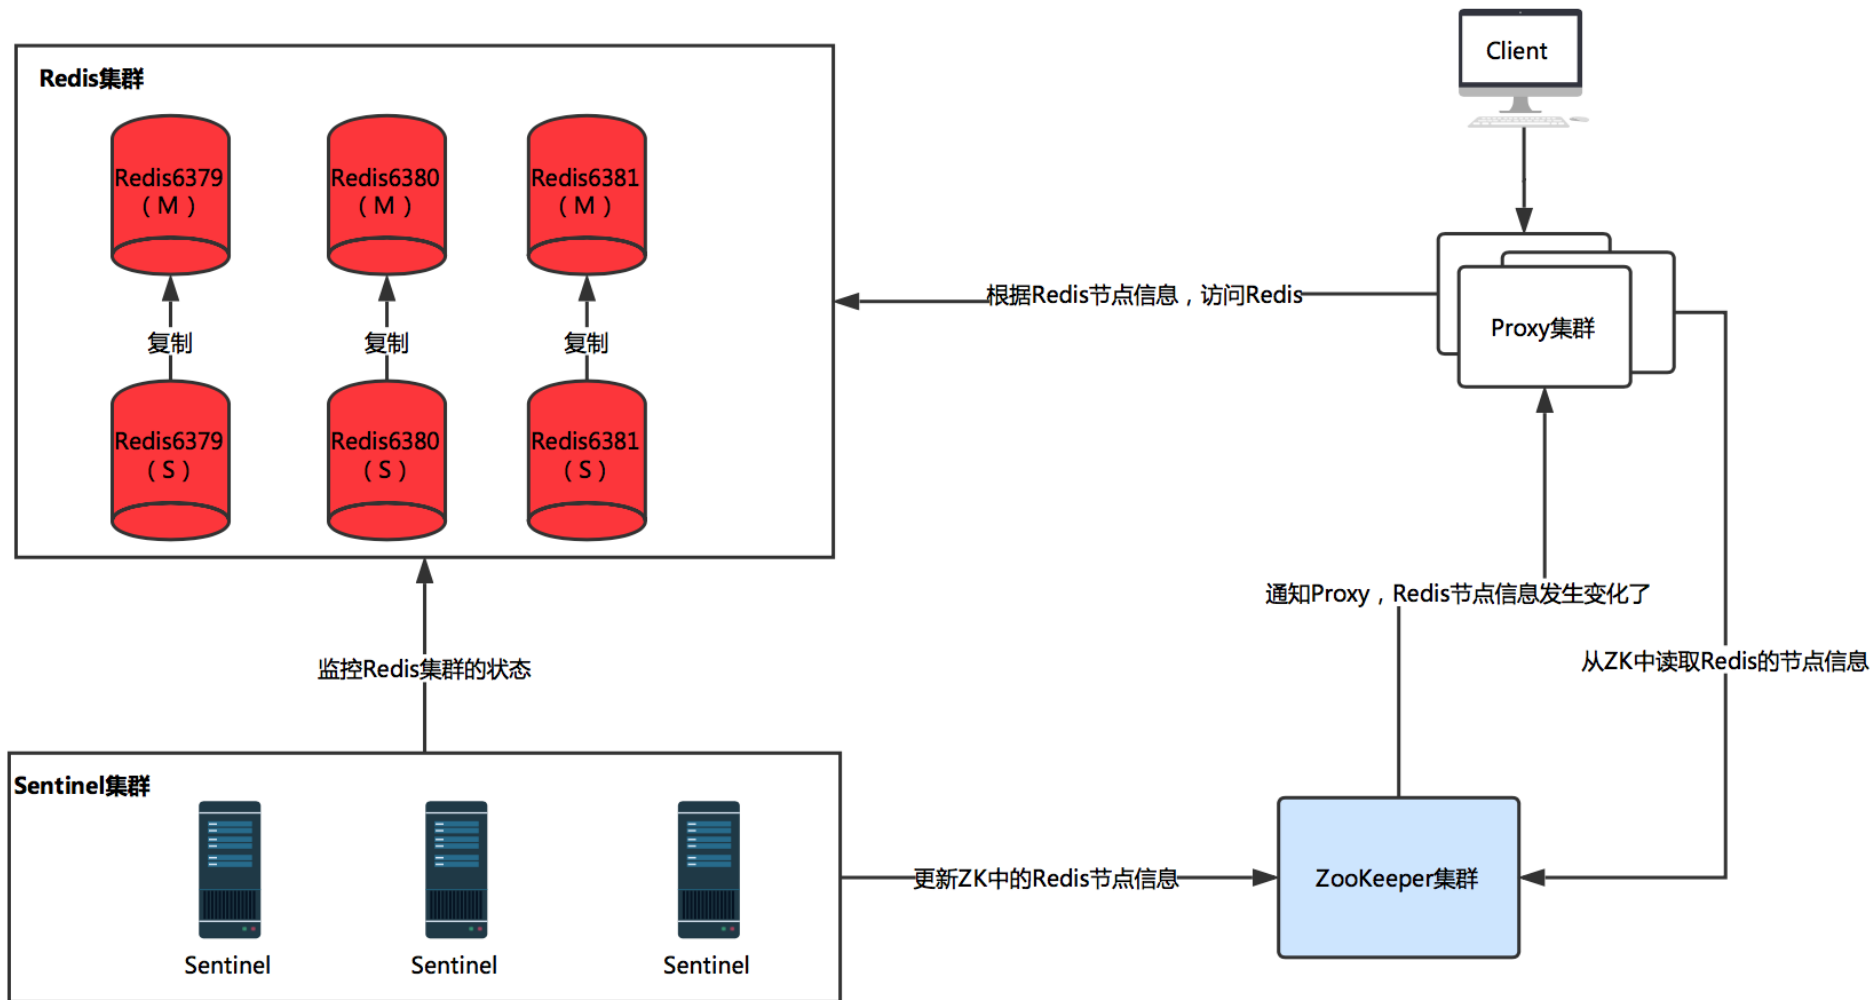 Client
Redis集群
Redis6379
（M）
Redis6380
（M）
Redis6381
（M）
根据Redis节点信息，访问Redis
Proxy集群
复制
复制
复制
Redis6379
（S）
Redis6380
（S）
Redis6381
（S）
通知Proxy，Redis节点信息发生变化了
从ZK中读取Redis的节点信息
监控Redis集群的状态
Sentinel集群
更新ZK中的Redis节点信息
ZooKeeper集群
Sentinel
Sentinel
Sentinel